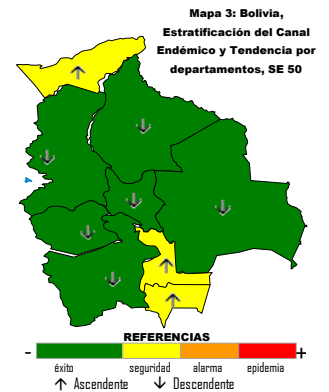 Mapa 3: Bolivia,
Estratificación del Canal
Endémico y Tendencia por
departamentos, SE 50
REFERENCIAS
- +
éxito seguridad alarma epidemia
↑ Ascendente ↓ Descendente